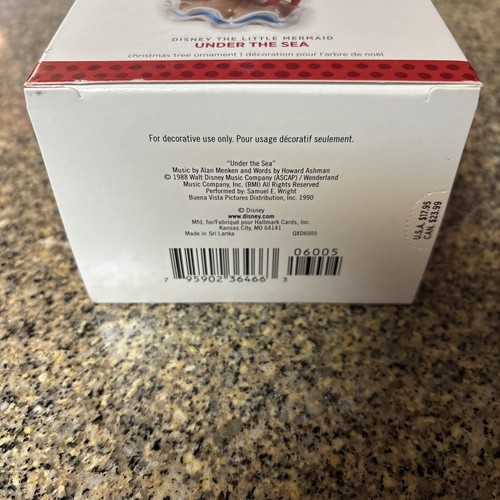 DISNEY THE LITTLE MERMAID
UNDER THE SEA
christmas tree ornament | décoration pour l'arbre de noël
For decorative use only. Pour usage décoratif seulement.
"Under the Sea"
Music by Alan Menken and Words by Howard Ashman
© 1988 Walt Disney Music Company (ASCAP) / Wonderland
Music Company, Inc. (BMI) All Rights Reserved
Performed by: Samuel E. Wright
Buena Vista Pictures Distribution, Inc. 1990
© Disney
www.disney.com
Mfd. for/Fabriqué pour Hallmark Cards, Inc.
Kansas City, MO 64141
Made in Sri Lanka QXD6005
06005
7 95902 36466 3
U.S.A. $17.95
CAN. $23.99